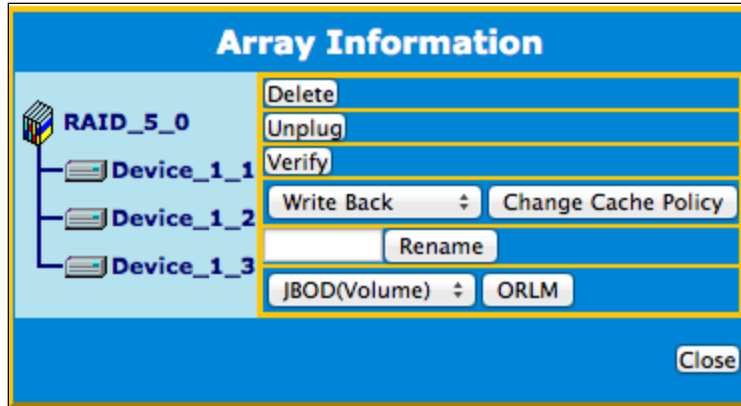 Array Information
RAID_5_0
Device_1_1
Device_1_2
Device_1_3
Delete
Unplug
Verify
Write Back Change Cache Policy
Rename
JBOD(Volume) ORLM
Close